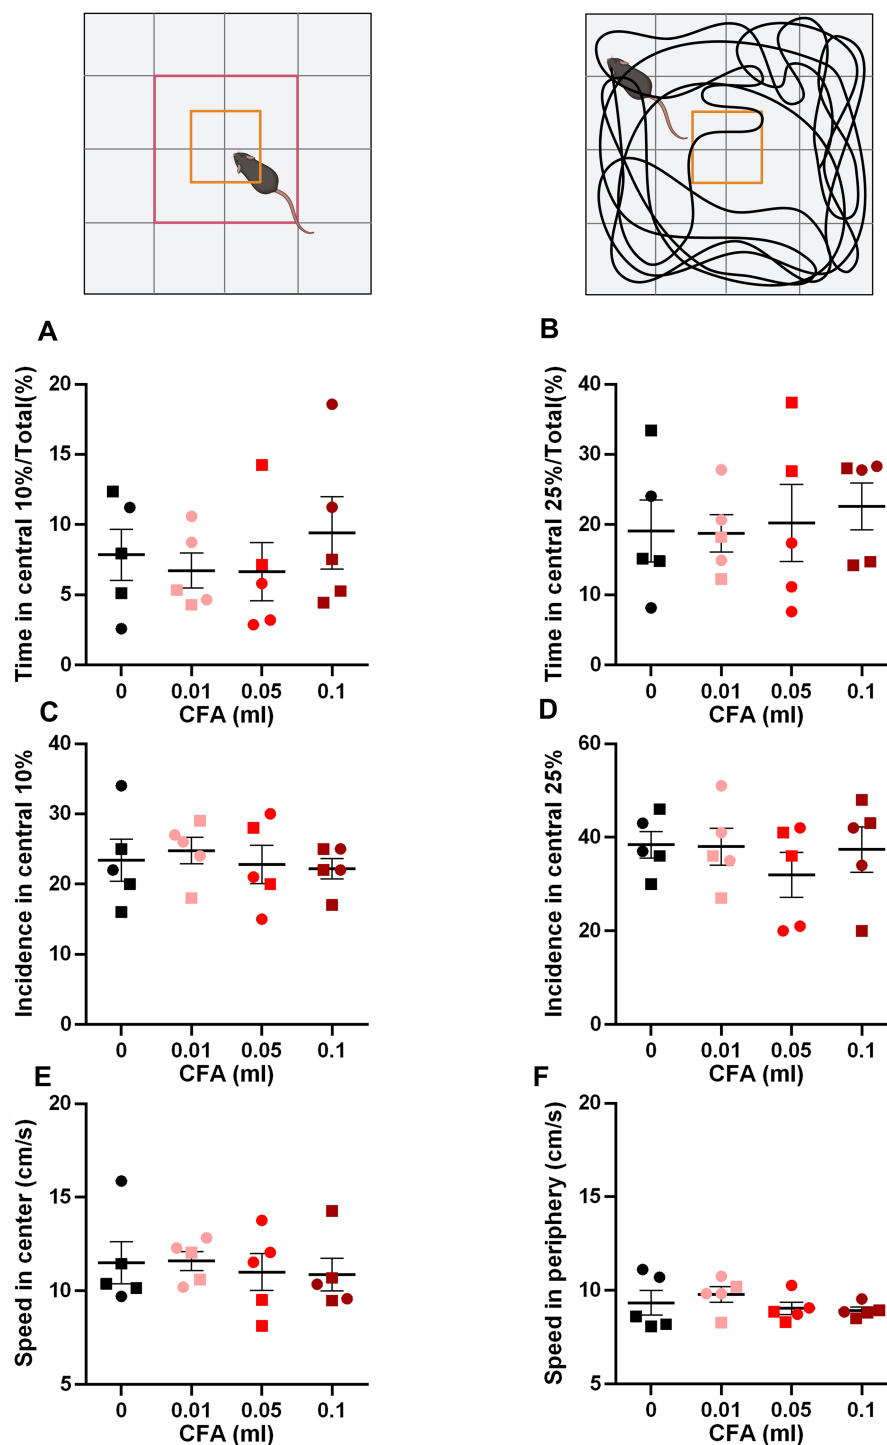 A
Time in central 10%/Total(%)
20
15
10
5
0
0 0.01 0.05 0.1
CFA (ml)
B
Time in central 25%/Total(%)
40
30
20
10
0
0 0.01 0.05 0.1
CFA (ml)
C
Incidence in central 10%
40
30
20
10
0
0 0.01 0.05 0.1
CFA (ml)
D
Incidence in central 25%
60
40
20
0
0 0.01 0.05 0.1
CFA (ml)
E
Speed in center (cm/s)
20
15
10
5
0 0.01 0.05 0.1
CFA (ml)
F
Speed in periphery (cm/s)
20
15
10
5
0 0.01 0.05 0.1
CFA (ml)